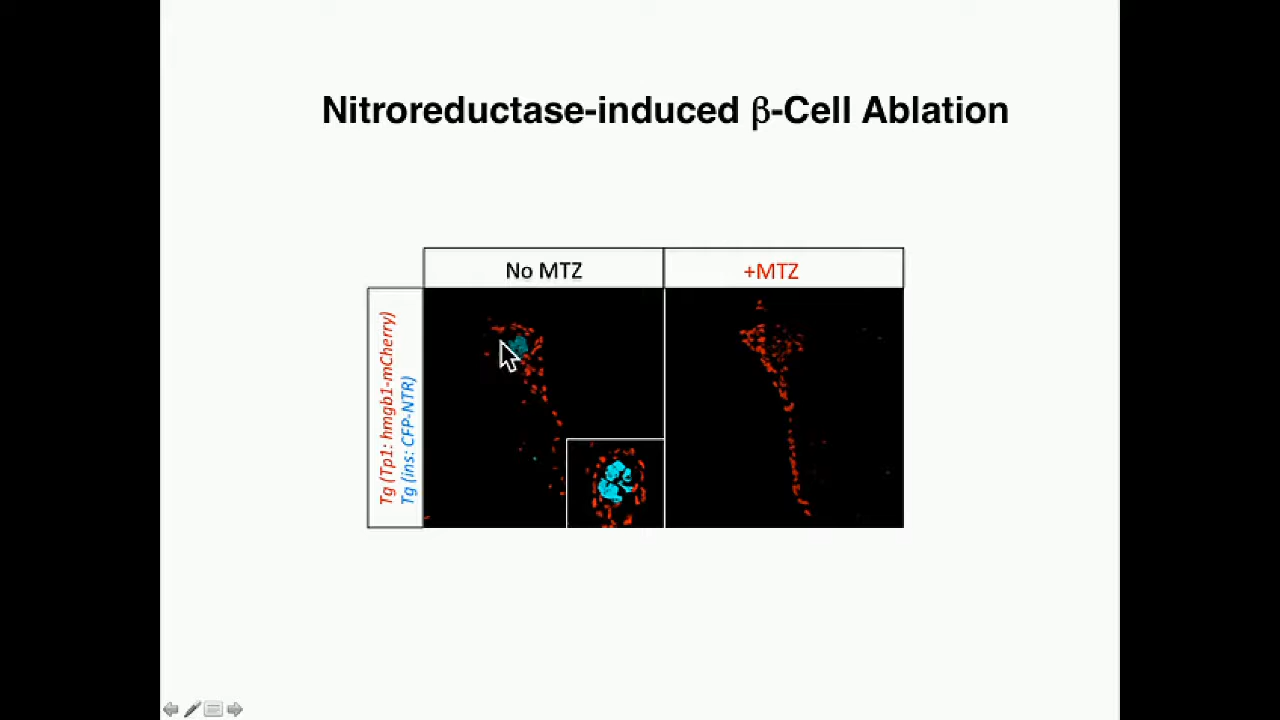 Nitroreductase-induced β-Cell Ablation
No MTZ
+MTZ
Tg (Tp1: hmgb1-mCherry)
Tg (ins: CFP-NTR)